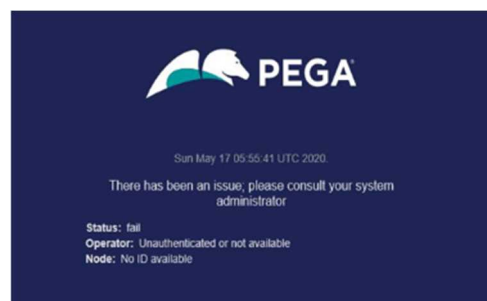 PEGA
Sun May 17 05:55:41 UTC 2020.
There has been an issue; please consult your system
administrator
Status: fail
Operator: Unauthenticated or not available
Node: No ID available